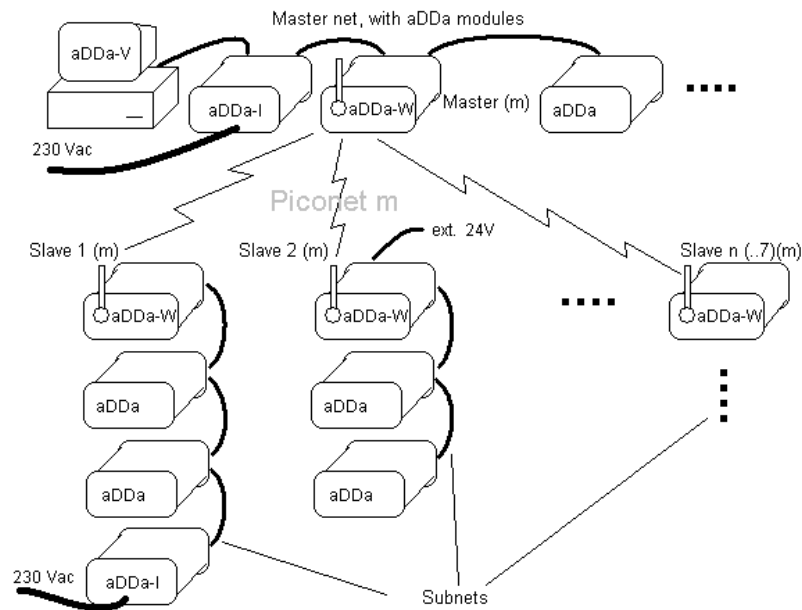 Master net, with aDDa modules
aDDa-V
aDDa-I
aDDa-W
Master (m)
aDDa
230 Vac
Piconet m
ext. 24V
Slave 1 (m)
Slave 2 (m)
Slave n (..7)(m)
aDDa-W
aDDa-W
aDDa-W
aDDa
aDDa
aDDa
aDDa
230 Vac
aDDa-I
Subnets